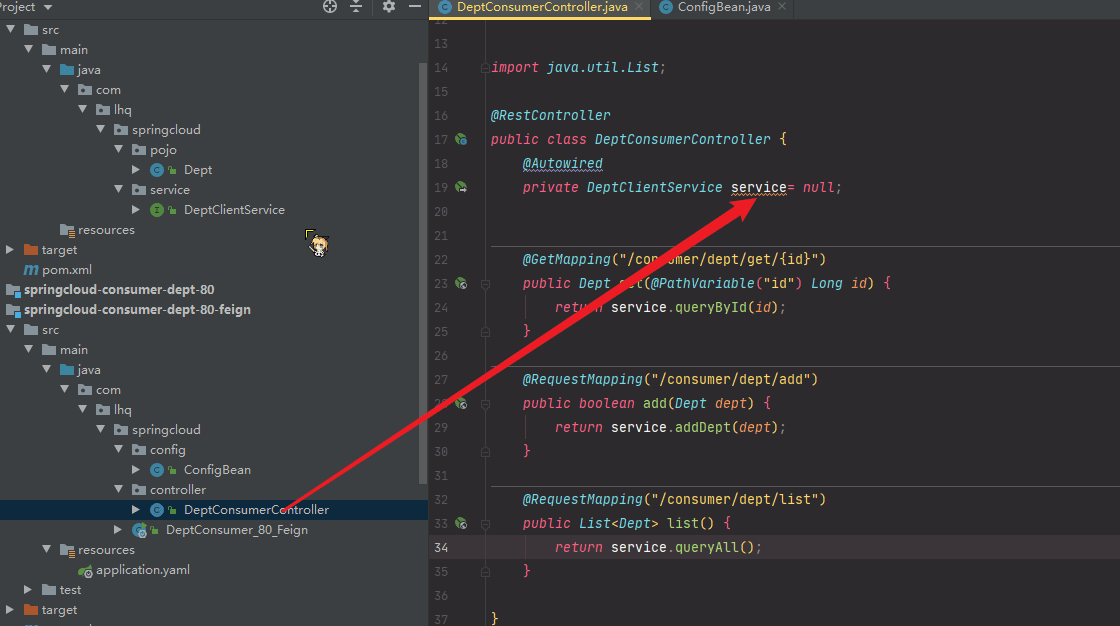 Project
src
main
java
com
lhq
springcloud
pojo
Dept
service
DeptClientService
resources
target
pom.xml
springcloud-consumer-dept-80
springcloud-consumer-dept-80-feign
src
main
java
com
lhq
springcloud
config
ConfigBean
controller
DeptConsumerController
DeptConsumer_80_Feign
resources
application.yaml
test
target
DeptConsumerController.java ConfigBean.java
12
13
14 import java.util.List;
15
16 @RestController
17 public class DeptConsumerController {
18 @Autowired
19 private DeptClientService service= null;
20
21
22 @GetMapping("/consumer/dept/get/{id}")
23 public Dept get(@PathVariable("id") Long id) {
24 return service.queryById(id);
25 }
26
27 @RequestMapping("/consumer/dept/add")
28 public boolean add(Dept dept) {
29 return service.addDept(dept);
30 }
31
32 @RequestMapping("/consumer/dept/list")
33 public List<Dept> list() {
34 return service.queryAll();
35 }
36
37 }